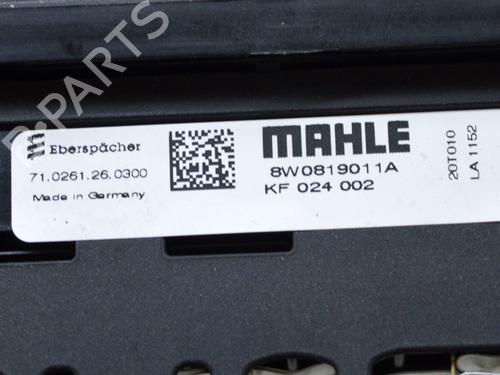 Eberspächer
71.0261.26.0300
Made in Germany
MAHLE
8W0819011A
KF 024 002
20T010
LA 1152
B-PARTS